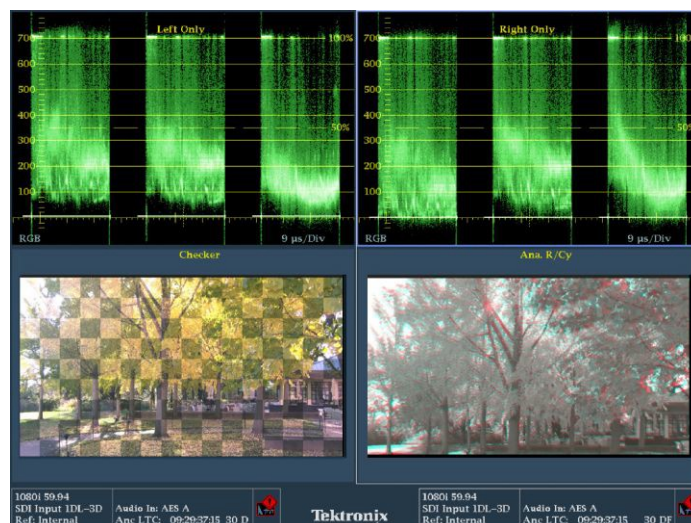 Left Only
Right Only
700
100%
600
500
400
50%
300
200
100
RGB
9 µs/Div
700
100%
600
500
400
50%
300
200
100
RGB
9 µs/Div
Checker
Ana. R/Cy
1080i 59.94
SDI Input 1DL-3D
Ref: Internal
Audio In: AES A
Anc LTC: 09:29:37:15 30 D
Tektronix
1080i 59.94
SDI Input 1DL-3D
Ref: Internal
Audio In: AES A
Anc LTC: 09:29:37:15 30 DF